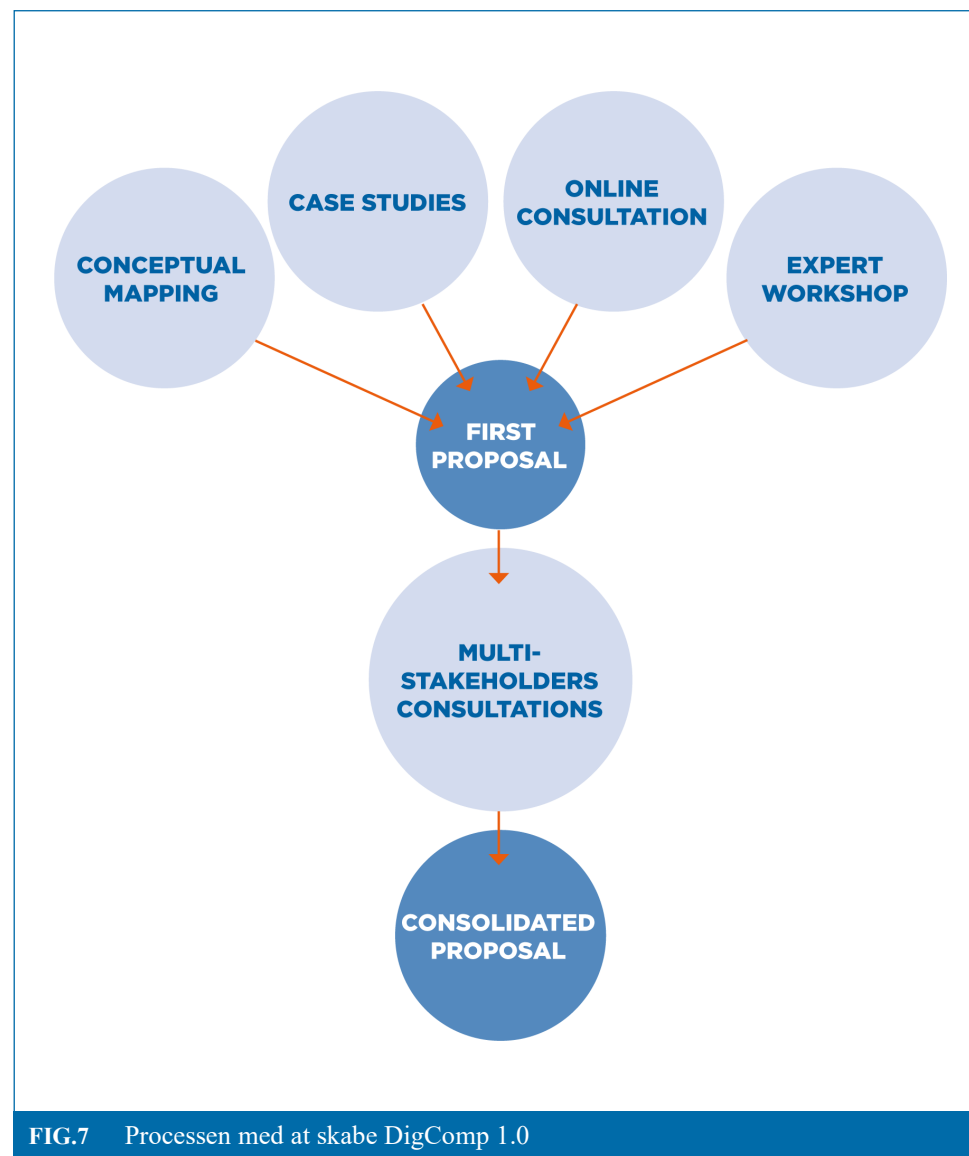 CONCEPTUAL
MAPPING
CASE STUDIES
ONLINE
CONSULTATION
EXPERT
WORKSHOP
FIRST
PROPOSAL
MULTI-
STAKEHOLDERS
CONSULTATIONS
CONSOLIDATED
PROPOSAL
FIG.7 Processen med at skabe DigComp 1.0